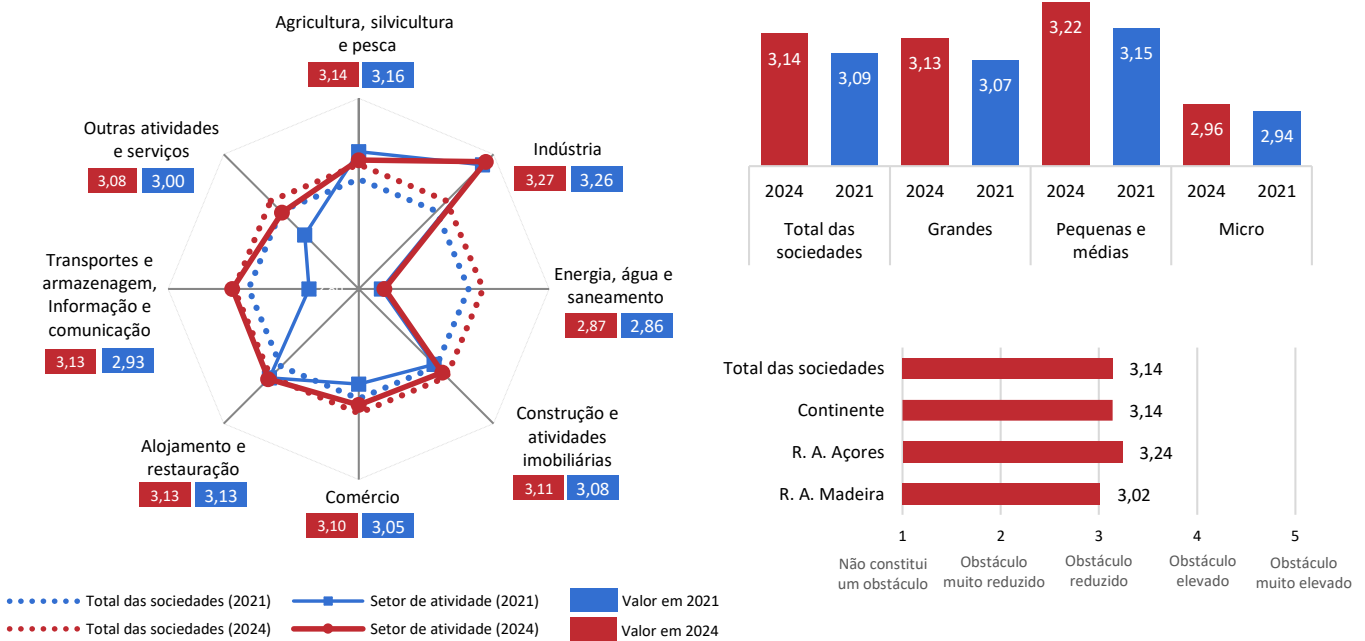 Agricultura, silvicultura
e pesca
3,14 3,16
Indústria
3,27 3,26
Energia, água e
saneamento
2,87 2,86
Construção e
atividades
imobiliárias
3,11 3,08
Comércio
3,10 3,05
Alojamento e
restauração
3,13 3,13
Transportes e
armazenagem,
Informação e
comunicação
3,13 2,93
Outras atividades
e serviços
3,08 3,00
Total das sociedades (2021)
Setor de atividade (2021)
Valor em 2021
Total das sociedades (2024)
Setor de atividade (2024)
Valor em 2024
3,14 3,09 3,13 3,07 3,22 3,15 2,96 2,94
2024 2021 2024 2021 2024 2021 2024 2021
Total das
sociedades
Grandes
Pequenas e
médias
Micro
Total das sociedades 3,14
Continente 3,14
R. A. Açores 3,24
R. A. Madeira 3,02
1 2 3 4 5
Não constitui
um obstáculo
Obstáculo
muito reduzido
Obstáculo
reduzido
Obstáculo
elevado
Obstáculo
muito elevado